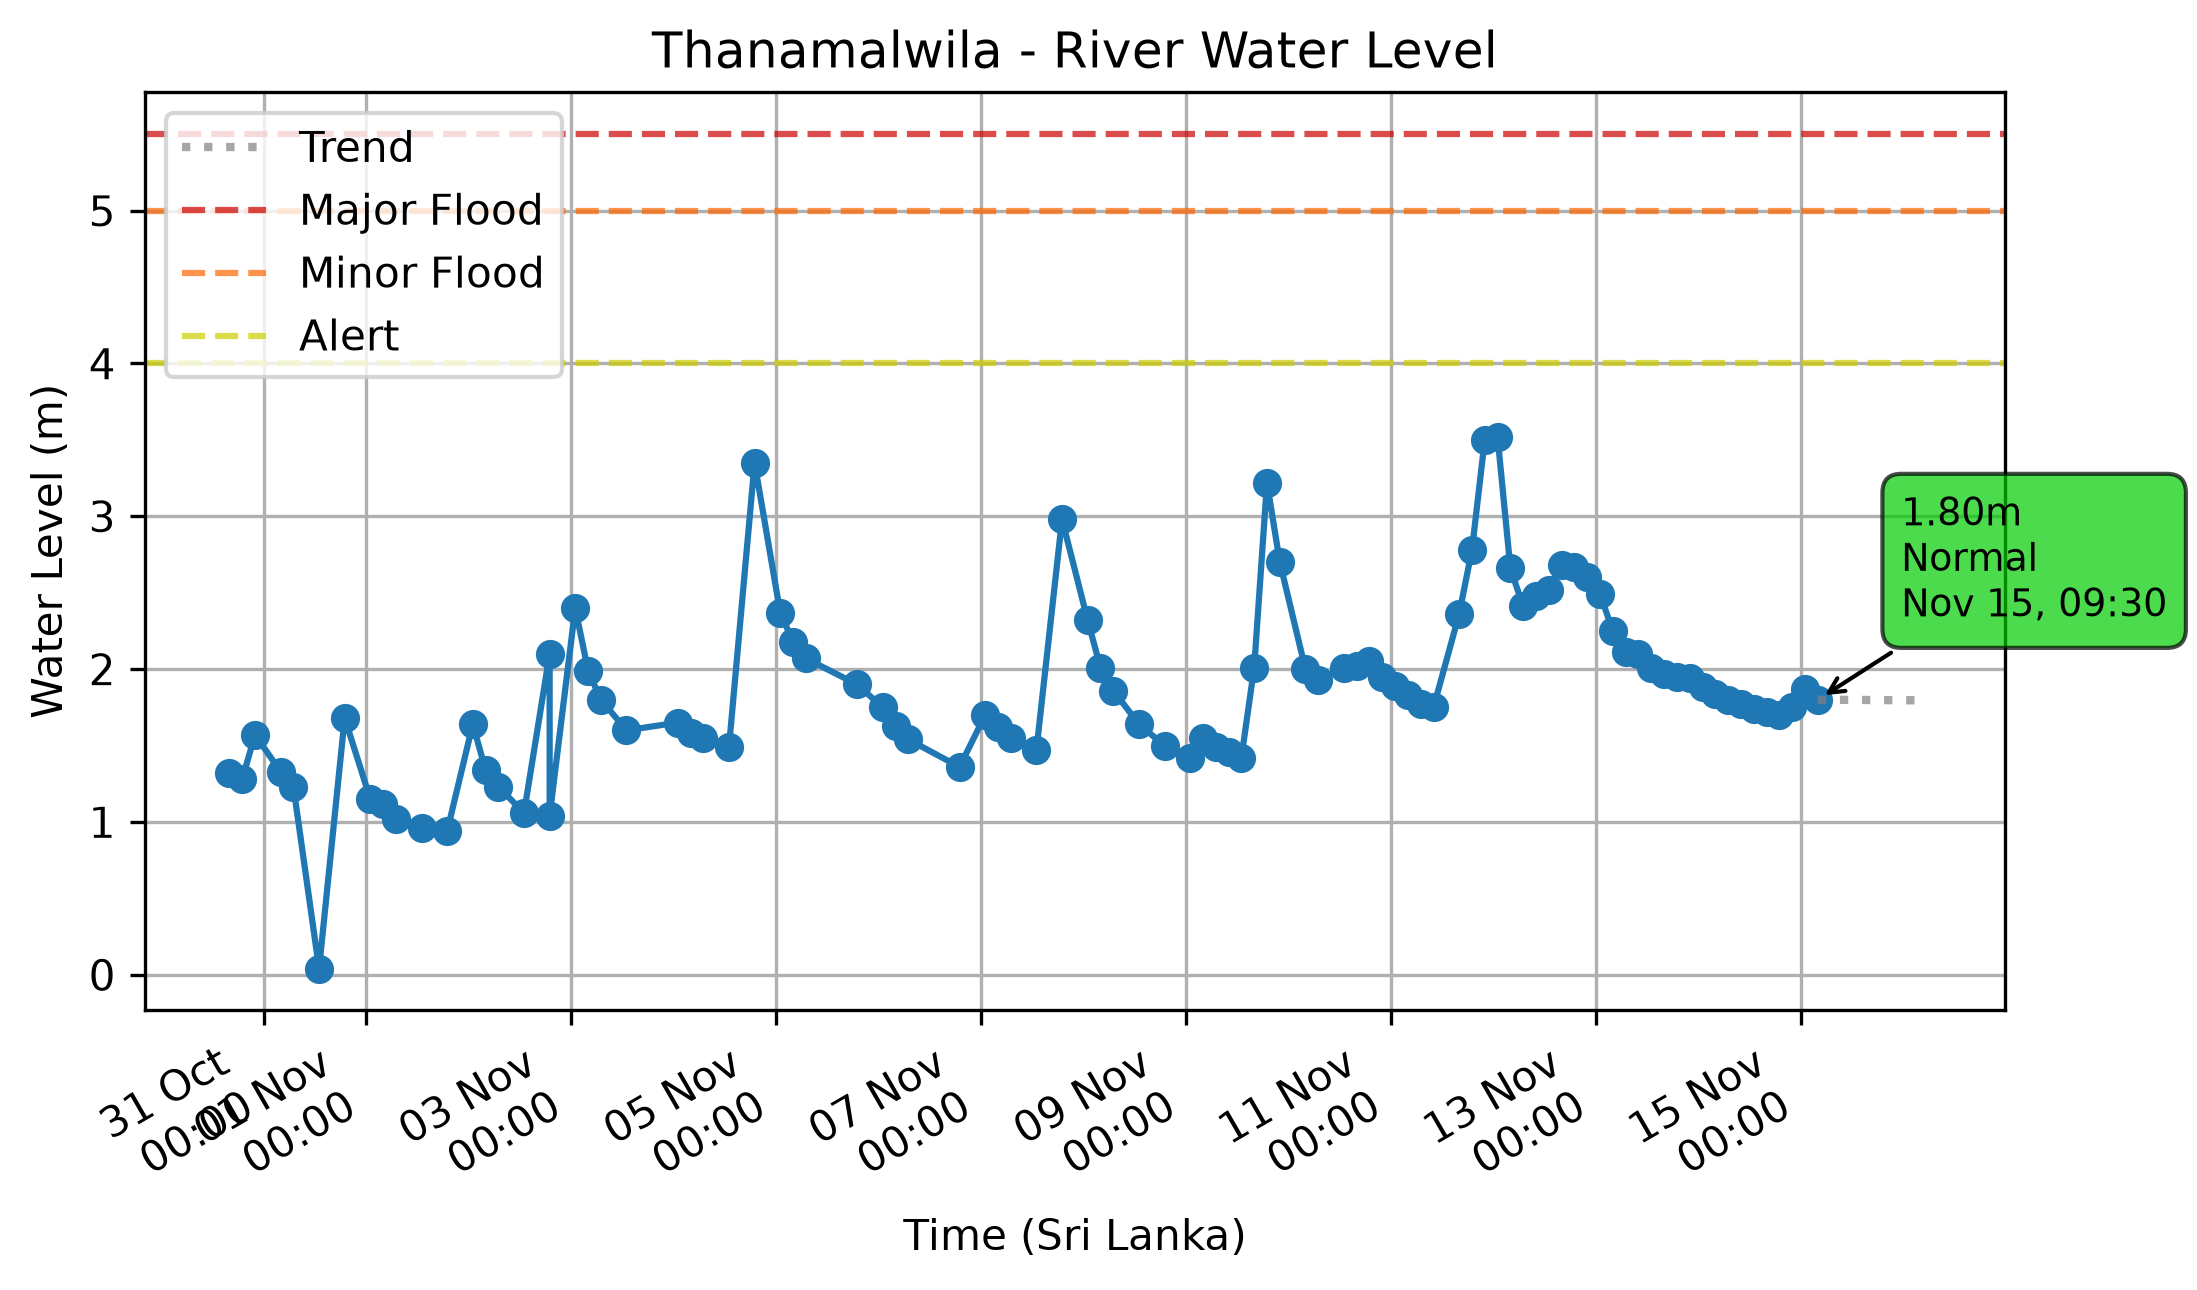 Thanamalwila - River Water Level
Trend
Major Flood
Minor Flood
Alert
Water Level (m)
5
4
3
2
1
0
1.80m
Normal
Nov 15, 09:30
31 Oct
00:00
01 Nov
00:00
03 Nov
00:00
05 Nov
00:00
07 Nov
00:00
09 Nov
00:00
11 Nov
00:00
13 Nov
00:00
15 Nov
00:00
Time (Sri Lanka)